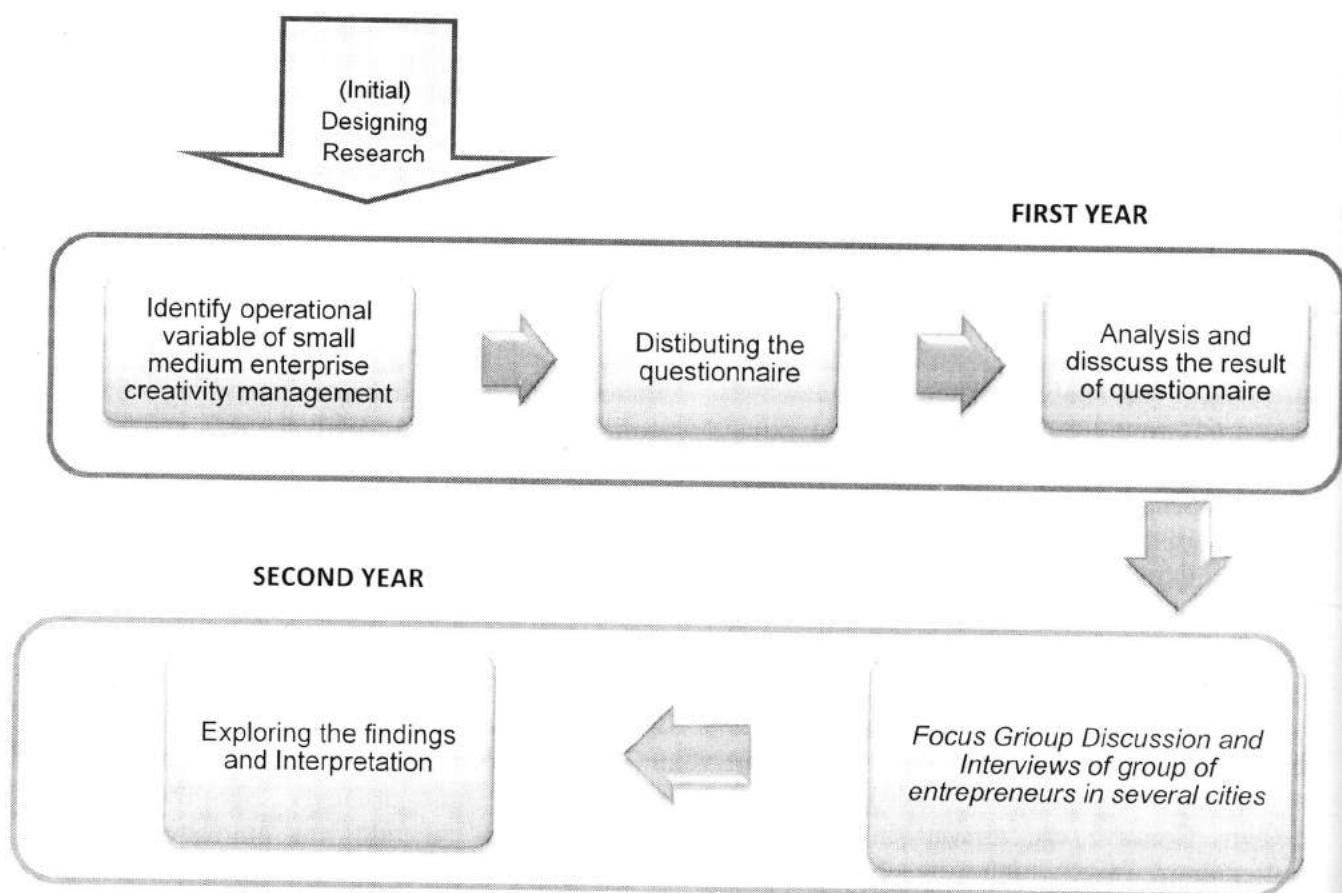 (Initial)
Designing
Research
FIRST YEAR
Identify operational
variable of small
medium enterprise
creativity management
Distibuting the
questionnaire
Analysis and
disscuss the result
of questionnaire
SECOND YEAR
Exploring the findings
and Interpretation
Focus Grioup Discussion and
Interviews of group of
entrepreneurs in several cities